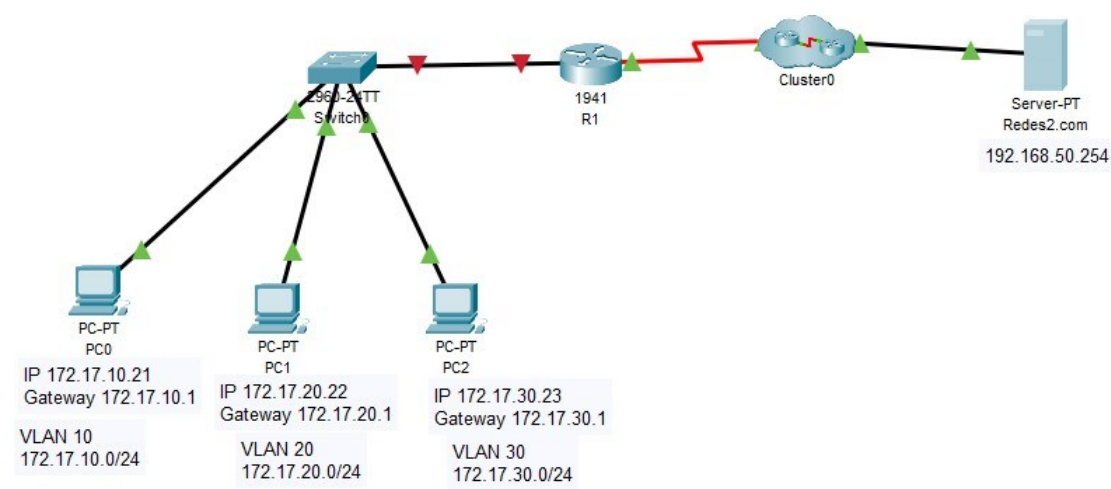 2960-24TT
Switch0
1941
R1
Cluster0
Server-PT
Redes2.com
192.168.50.254
PC-PT
PC0
IP 172.17.10.21
Gateway 172.17.10.1
VLAN 10
172.17.10.0/24
PC-PT
PC1
IP 172.17.20.22
Gateway 172.17.20.1
VLAN 20
172.17.20.0/24
PC-PT
PC2
IP 172.17.30.23
Gateway 172.17.30.1
VLAN 30
172.17.30.0/24